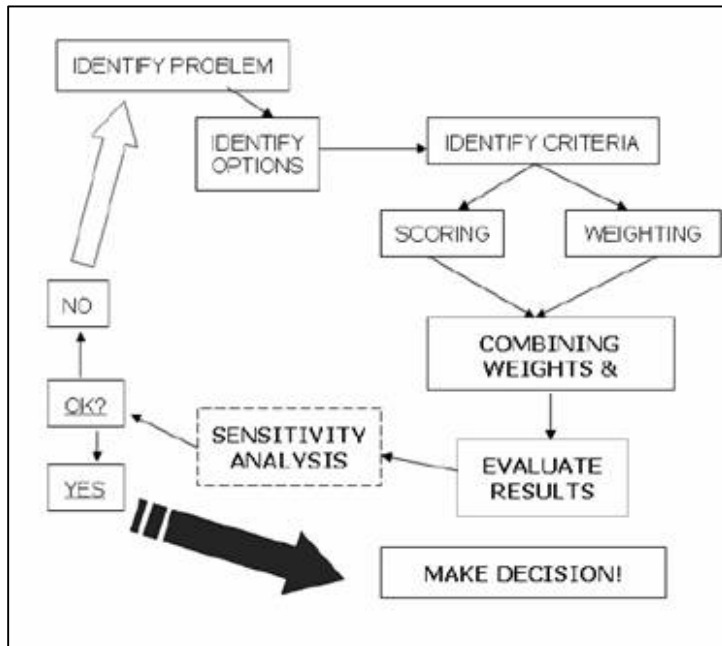 IDENTIFY PROBLEM
IDENTIFY
OPTIONS
IDENTIFY CRITERIA
SCORING
WEIGHTING
COMBINING
WEIGHTS &
EVALUATE
RESULTS
SENSITIVITY
ANALYSIS
OK?
NO
YES
MAKE DECISION!